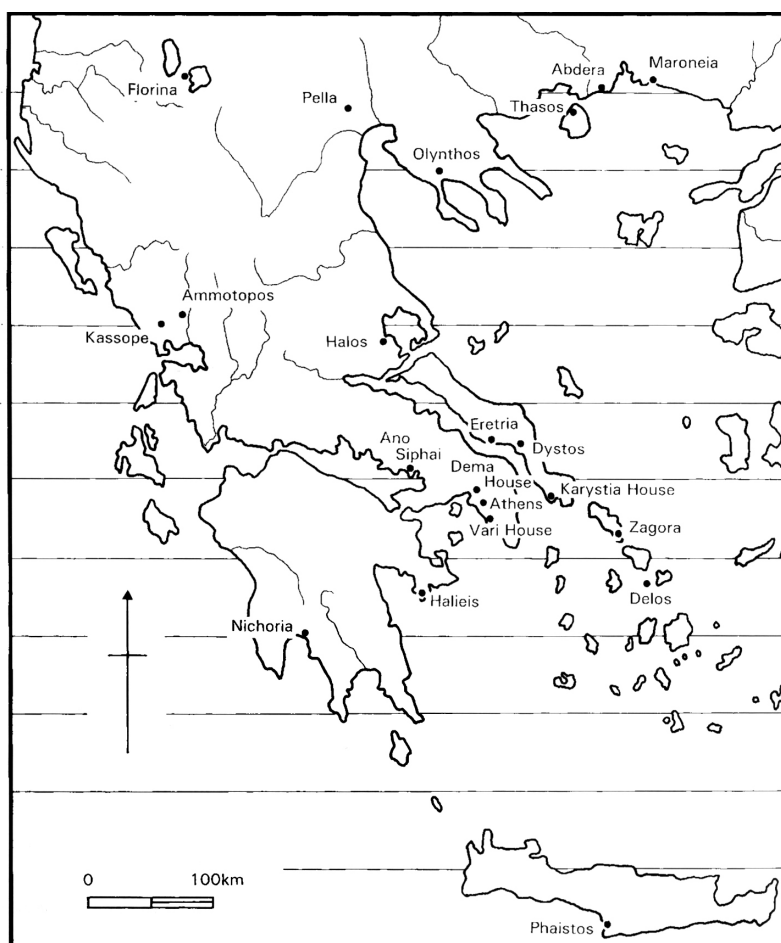 Abdera
Maroneia
Florina
Pella
Thasos
Olynthos
Ammotopos
Kassope
Halos
Eretria
Ano
Siphai
Dystos
Dema
House
Karystia House
Athens
Vari House
Zagora
Halieis
Delos
Nichoria
0 100km
Phaistos